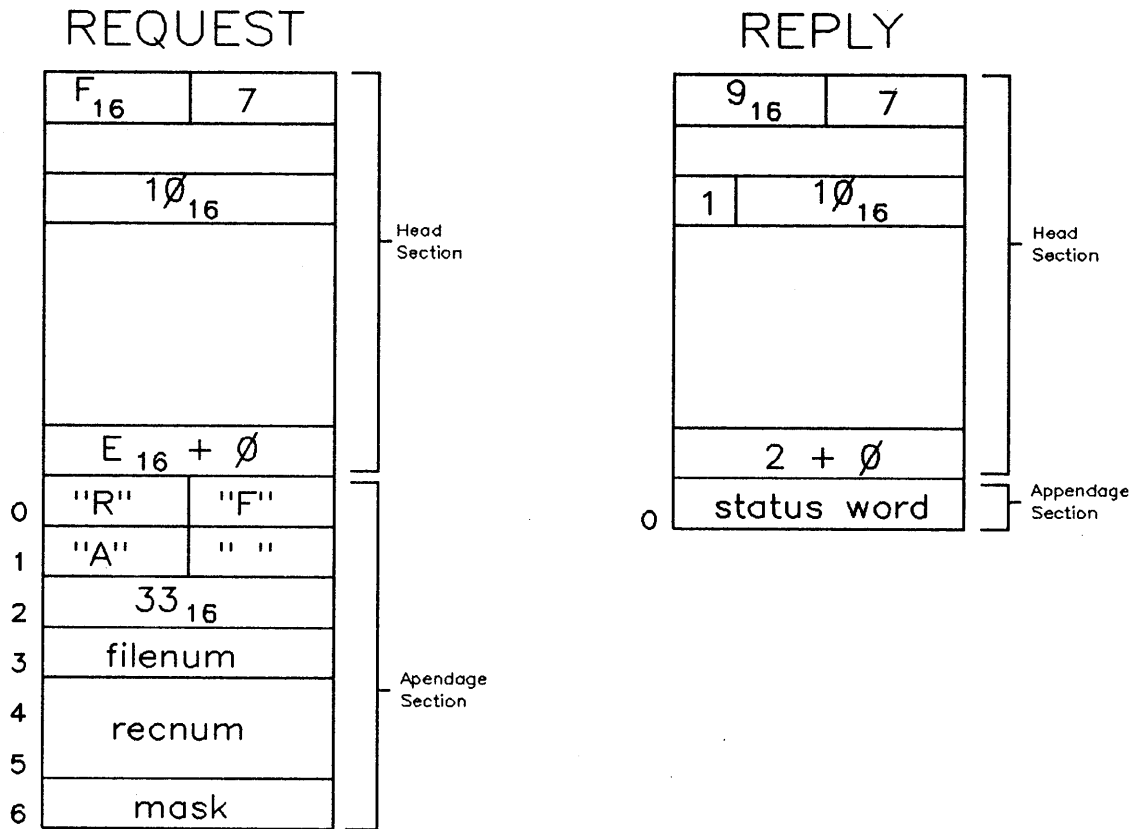 REQUEST
F16 7
1Ø16
Head
Section
E16 + Ø
0 "R" "F"
1 "A" " "
2 3316
3 filenum
4
recnum
5
6 mask
Apendage
Section
REPLY
916 7
1 1Ø16
Head
Section
2 + Ø
0 status word
Appendage
Section